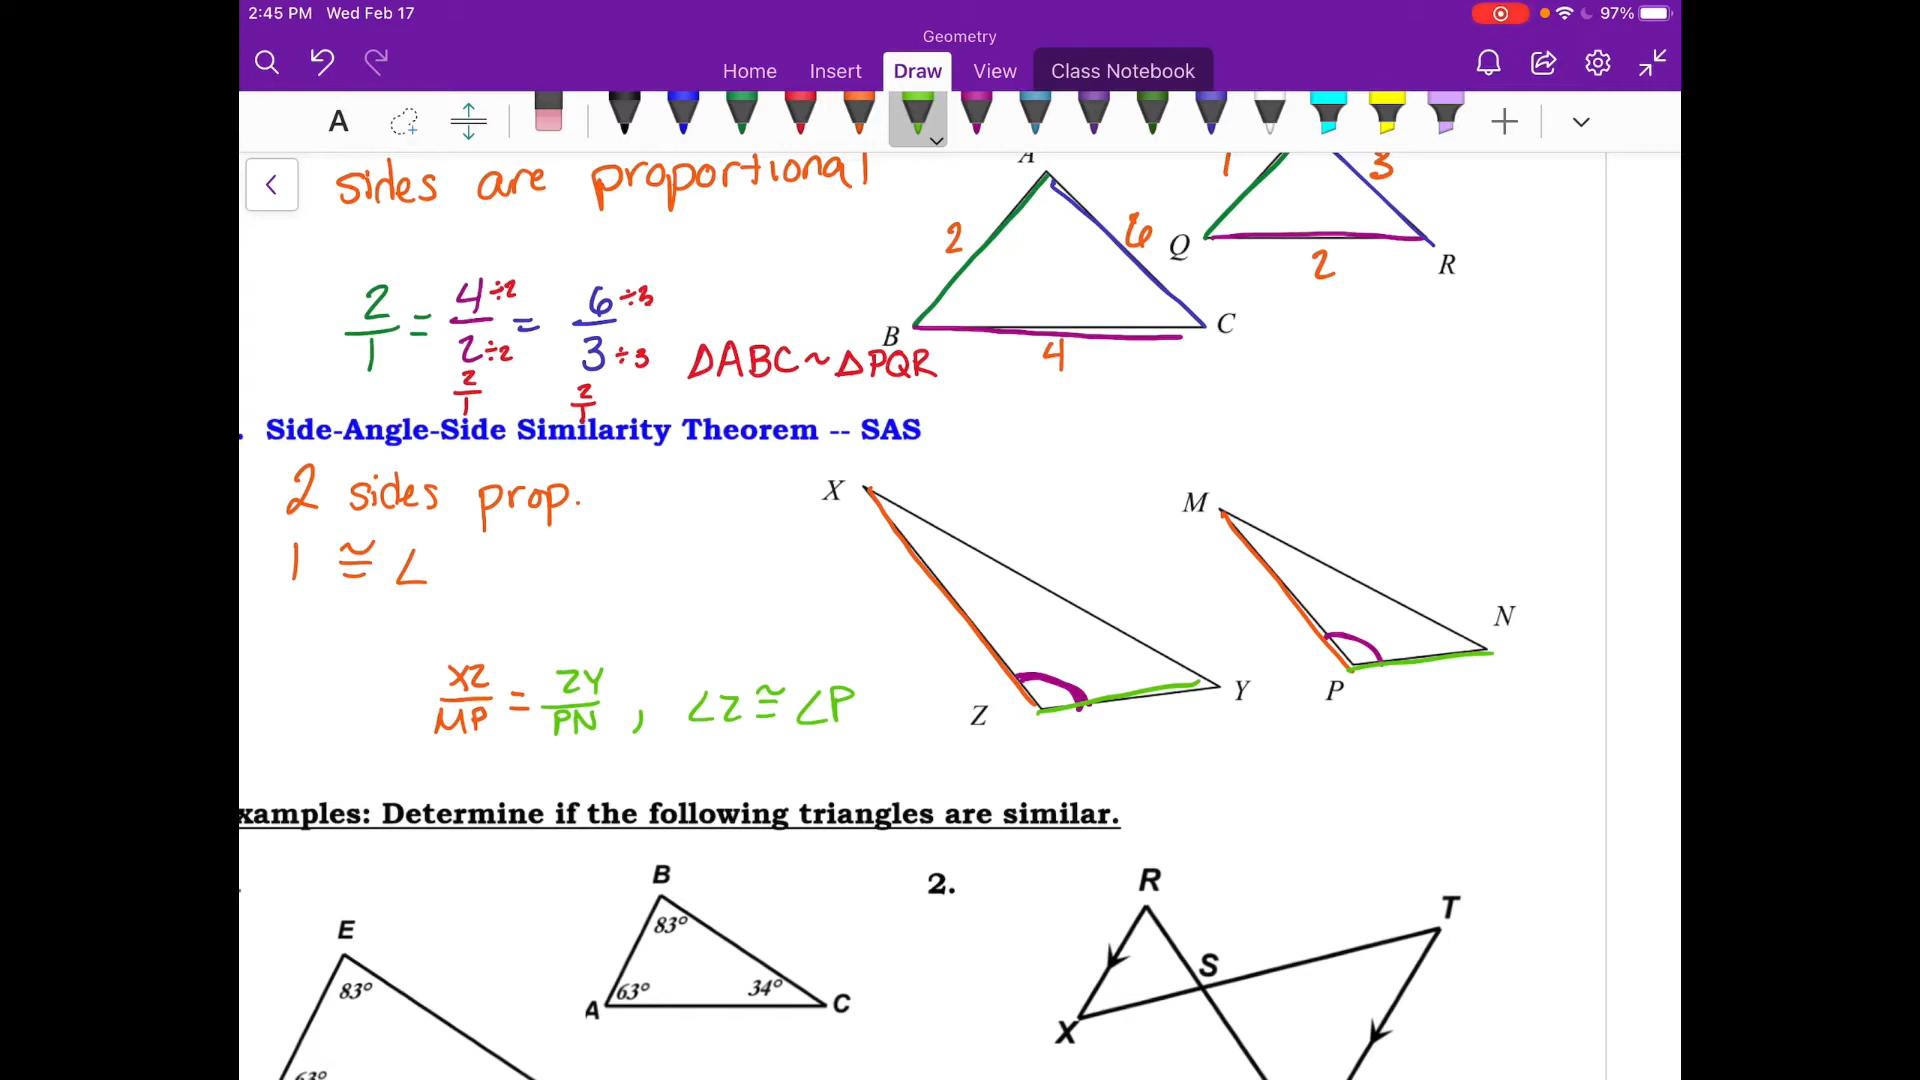 2:45 PM Wed Feb 17
97%
Geometry
Home Insert Draw View Class Notebook
A
sides are proportional
A
2
6
B
4
C
1
3
Q
2
R
2/1 = 4÷2/2÷2 = 6÷3/3÷3
2/1 2/1
ΔABC ~ ΔPQR
. Side-Angle-Side Similarity Theorem -- SAS
2 sides prop.
1 ≅ ∠
X
Z
Y
M
P
N
XZ/MP = ZY/PN , ∠Z ≅ ∠P
xamples: Determine if the following triangles are similar.
E
83°
63°
B
83°
A 63° 34° C
2.
R
T
S
X